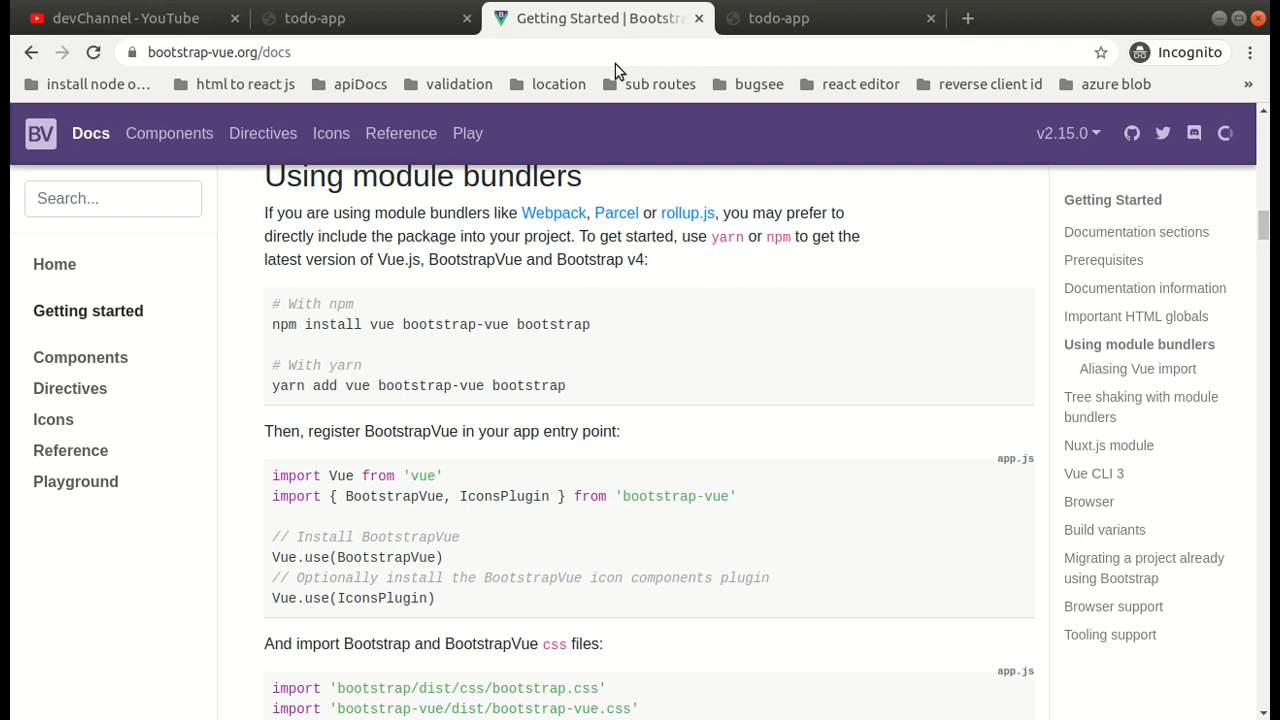 devChannel - YouTube
todo-app
Getting Started | Bootstra
todo-app
bootstrap-vue.org/docs
Incognito
install node o…
html to react js
apiDocs
validation
location
sub routes
bugsee
react editor
reverse client id
azure blob
»
BV
Docs
Components
Directives
Icons
Reference
Play
v2.15.0
Search...
Home
Getting started
Components
Directives
Icons
Reference
Playground
Using module bundlers
If you are using module bundlers like Webpack, Parcel or rollup.js, you may prefer to
directly include the package into your project. To get started, use yarn or npm to get the
latest version of Vue.js, BootstrapVue and Bootstrap v4:
# With npm
npm install vue bootstrap-vue bootstrap
# With yarn
yarn add vue bootstrap-vue bootstrap
Then, register BootstrapVue in your app entry point:
app.js
import Vue from 'vue'
import { BootstrapVue, IconsPlugin } from 'bootstrap-vue'
// Install BootstrapVue
Vue.use(BootstrapVue)
// Optionally install the BootstrapVue icon components plugin
Vue.use(IconsPlugin)
And import Bootstrap and BootstrapVue css files:
app.js
import 'bootstrap/dist/css/bootstrap.css'
import 'bootstrap-vue/dist/bootstrap-vue.css'
Getting Started
Documentation sections
Prerequisites
Documentation information
Important HTML globals
Using module bundlers
Aliasing Vue import
Tree shaking with module
bundlers
Nuxt.js module
Vue CLI 3
Browser
Build variants
Migrating a project already
using Bootstrap
Browser support
Tooling support